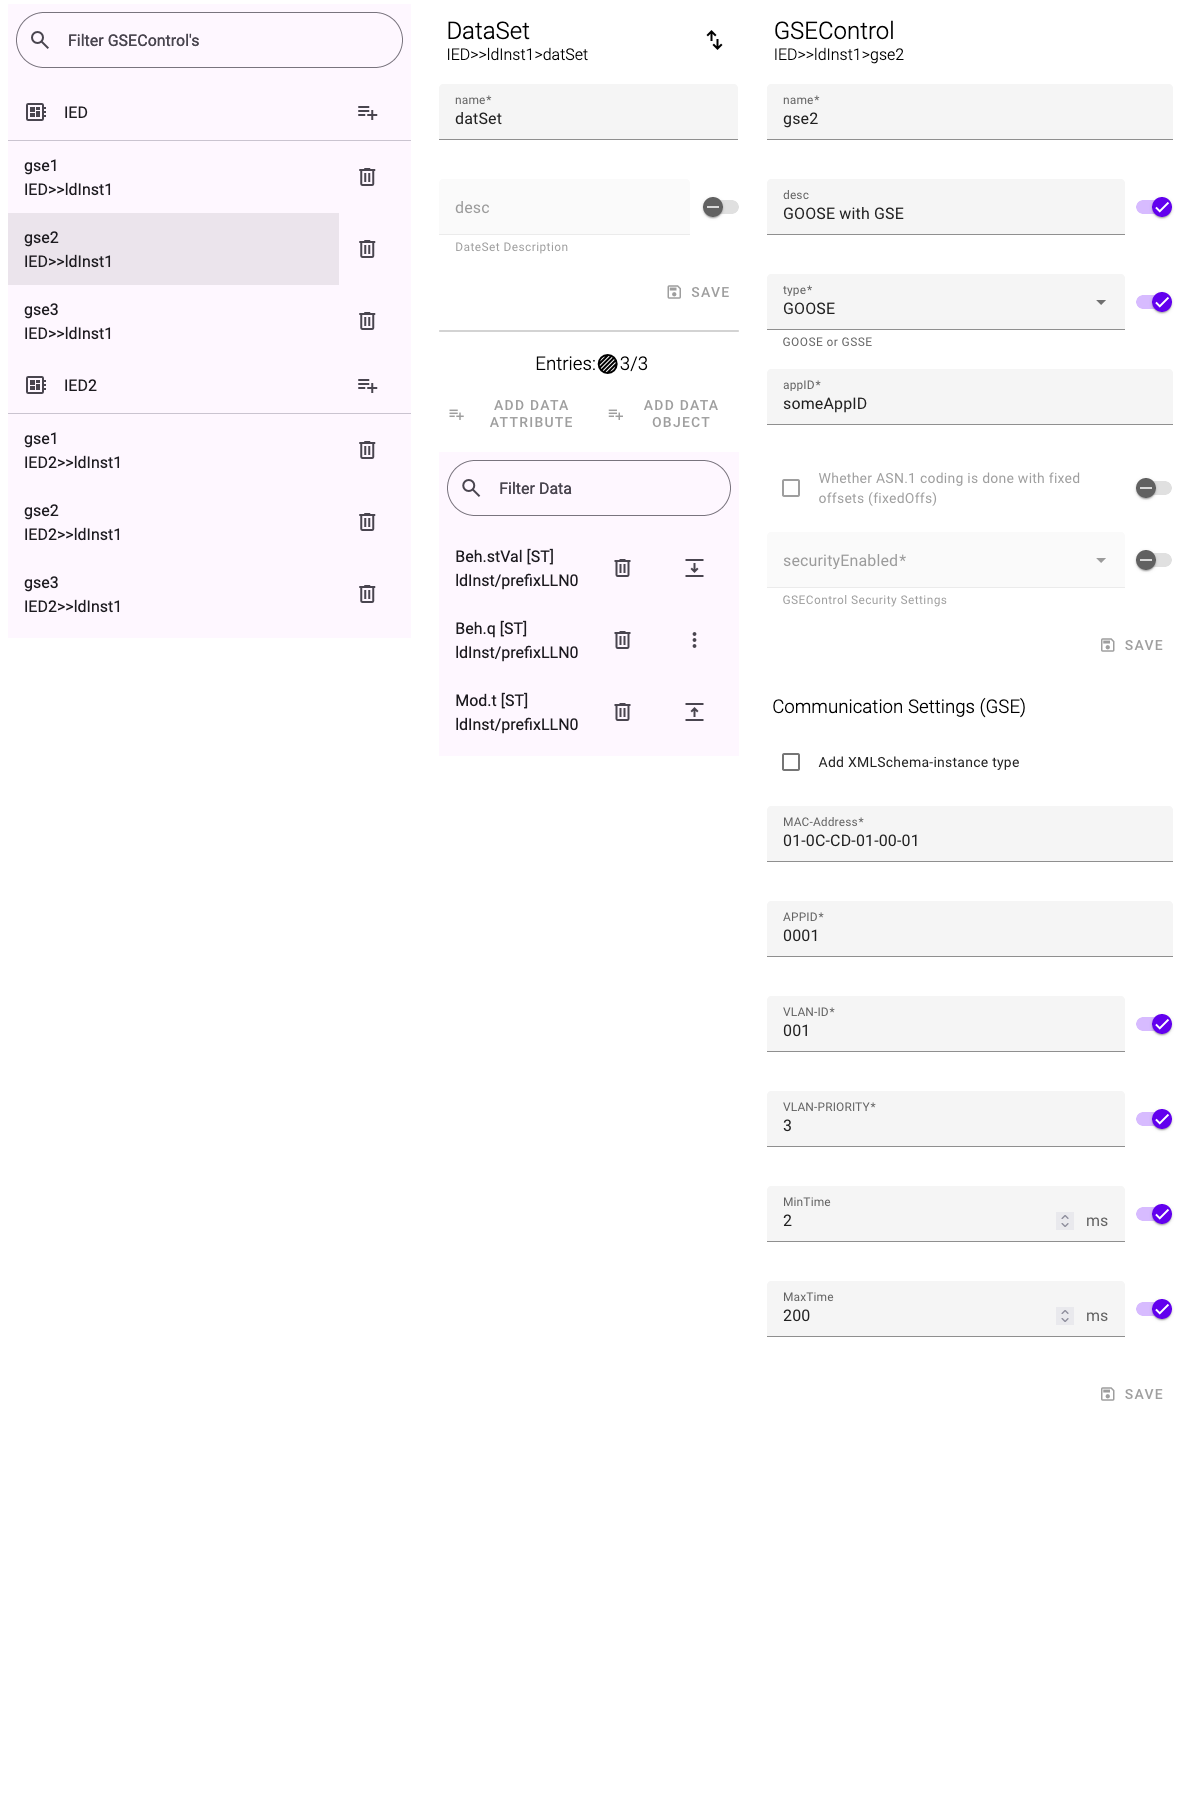 Filter GSEControl's
IED
gse1
IED>>ldInst1
gse2
IED>>ldInst1
gse3
IED>>ldInst1
IED2
gse1
IED2>>ldInst1
gse2
IED2>>ldInst1
gse3
IED2>>ldInst1
DataSet
IED>>ldInst1>datSet
name*
datSet
desc
DateSet Description
SAVE
Entries: 3/3
ADD DATA
ATTRIBUTE
ADD DATA
OBJECT
Filter Data
Beh.stVal [ST]
ldInst/prefixLLN0
Beh.q [ST]
ldInst/prefixLLN0
Mod.t [ST]
ldInst/prefixLLN0
GSEControl
IED>>ldInst1>gse2
name*
gse2
desc
GOOSE with GSE
type*
GOOSE
GOOSE or GSSE
appID*
someAppID
Whether ASN.1 coding is done with fixed
offsets (fixedOffs)
securityEnabled*
GSEControl Security Settings
SAVE
Communication Settings (GSE)
Add XMLSchema-instance type
MAC-Address*
01-0C-CD-01-00-01
APPID*
0001
VLAN-ID*
001
VLAN-PRIORITY*
3
MinTime
2 ms
MaxTime
200 ms
SAVE